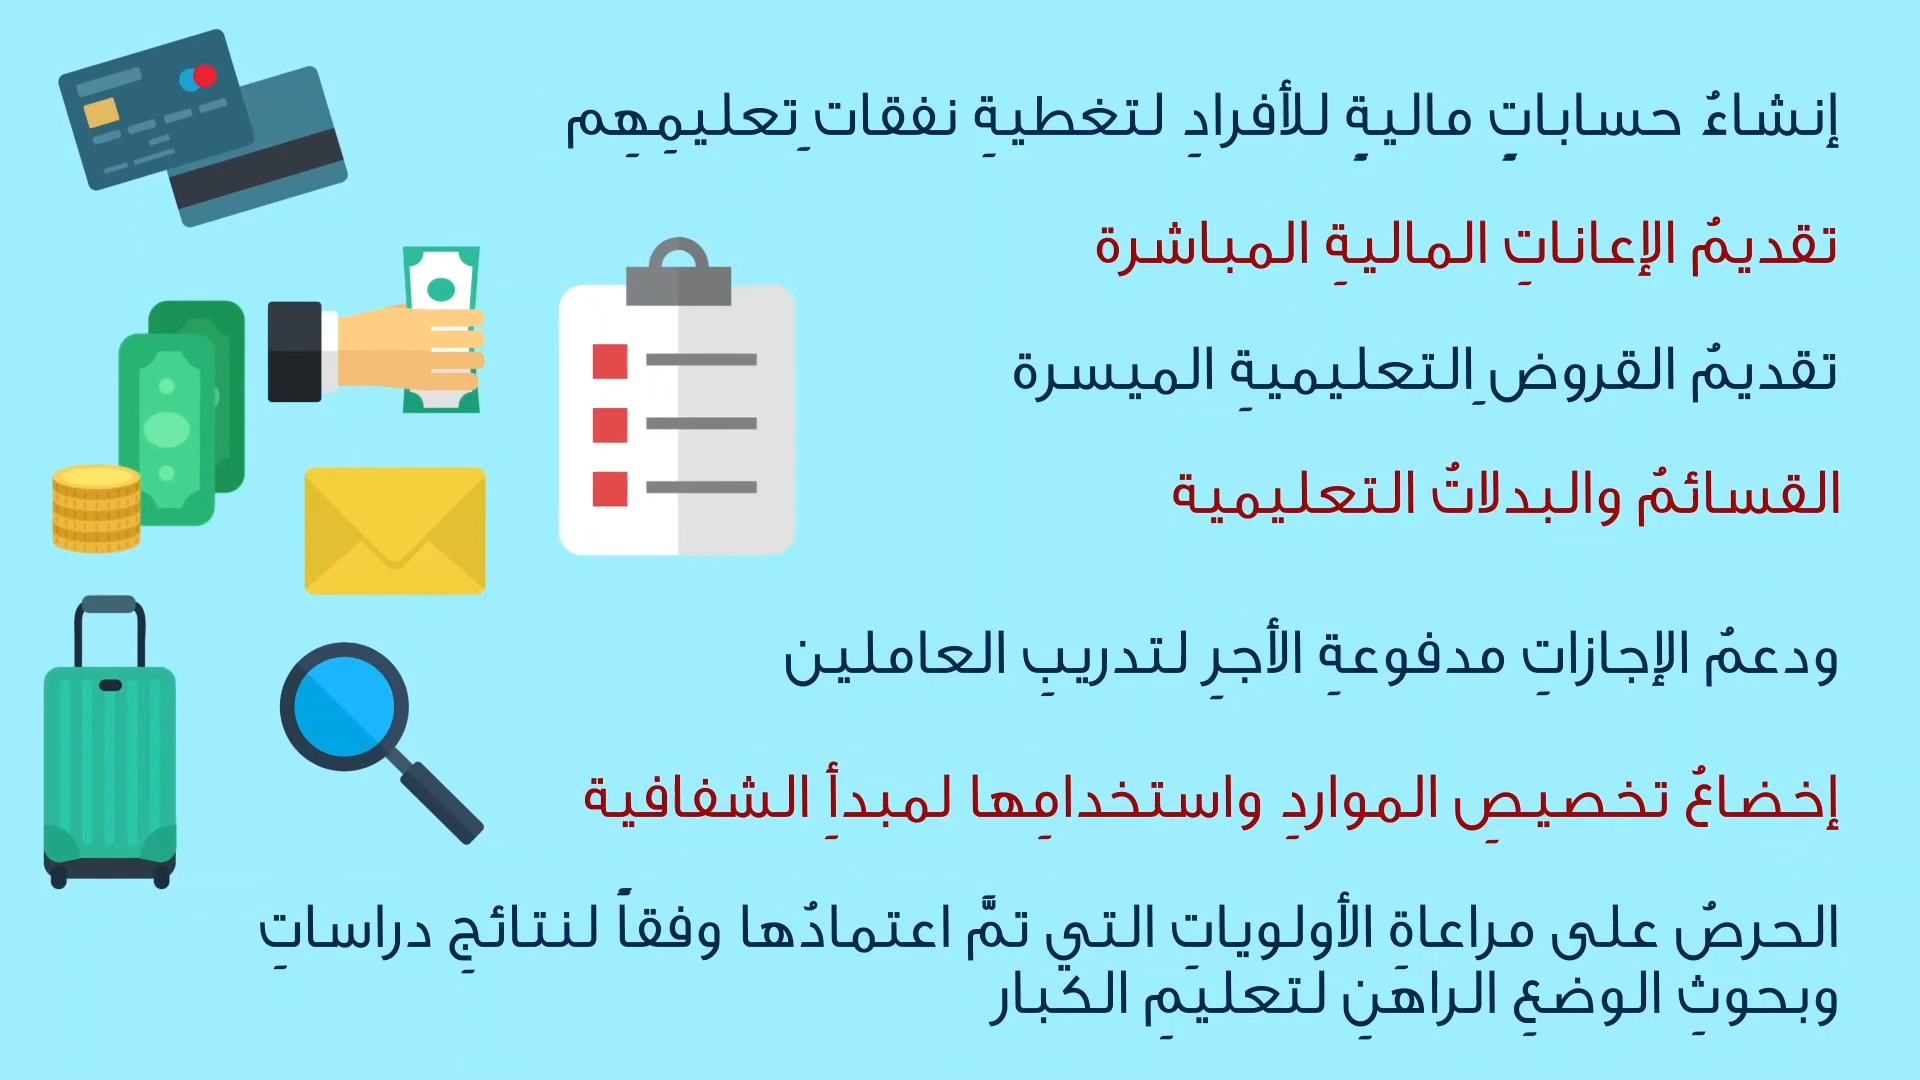 إنشاءُ حساباتٍ ماليةٍ للأفرادِ لتغطيةِ نفقاتِ تعليمِهِم
تقديمُ الإعاناتِ الماليةِ المباشرة
تقديمُ القروضِ التعليميةِ الميسرة
القسائمُ والبدلاتُ التعليمية
ودعمُ الإجازاتِ مدفوعةِ الأجرِ لتدريبِ العاملين
إخضاعُ تخصيصِ المواردِ واستخدامِها لمبدأِ الشفافية
الحرصُ على مراعاةِ الأولوياتِ التي تمَّ اعتمادُها وفقاً لنتائجِ دراساتِ
وبحوثِ الوضعِ الراهنِ لتعليمِ الكبار